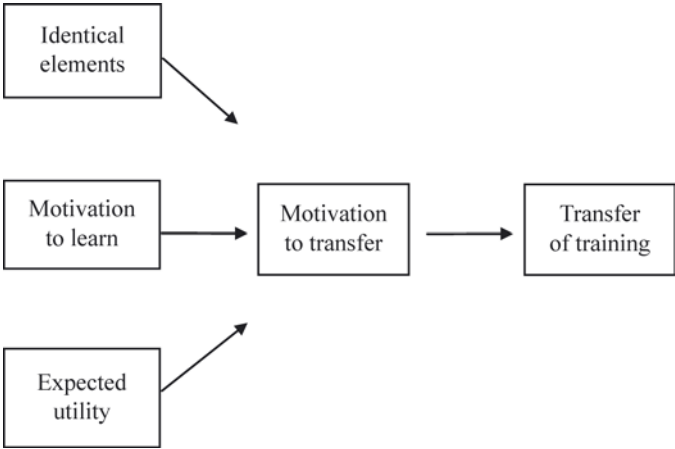 Identical
elements
Motivation
to learn
Motivation
to transfer
Transfer
of training
Expected
utility